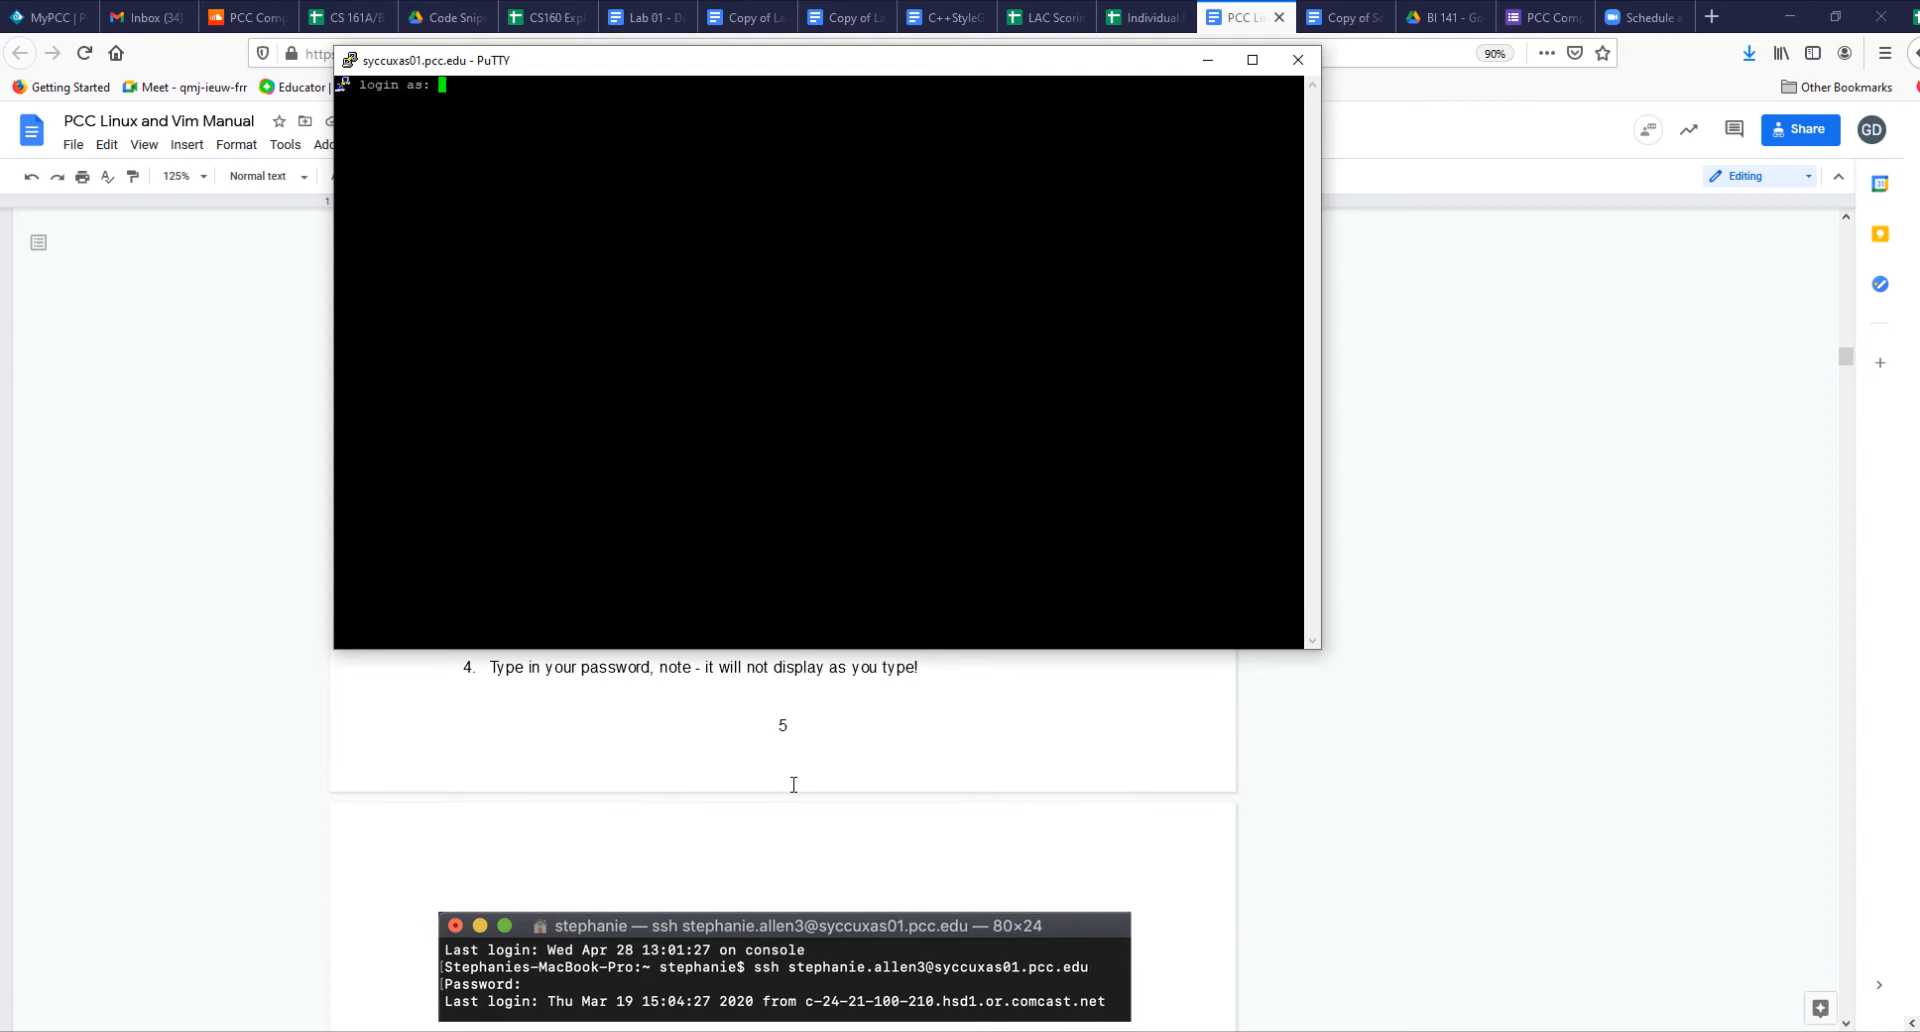 MyPCC | P
Inbox (34)
PCC Comp
CS 161A/B
Code Snip
CS160 Expl
Lab 01 - D
Copy of La
Copy of La
C++StyleG
LAC Scorin
Individual
PCC Li
Copy of Sc
BI 141 - Go
PCC Comp
Schedule a
http
90%
Getting Started
Meet - qmj-ieuw-frr
Educator |
Other Bookmarks
syccuxas01.pcc.edu - PuTTY
login as:
PCC Linux and Vim Manual
File Edit View Insert Format Tools Add
Share
GD
125%
Normal text
Editing
1
31
4. Type in your password, note - it will not display as you type!
5
stephanie — ssh stephanie.allen3@syccuxas01.pcc.edu — 80×24
Last login: Wed Apr 28 13:01:27 on console
[Stephanies-MacBook-Pro:~ stephanie$ ssh stephanie.allen3@syccuxas01.pcc.edu
[Password:
Last login: Thu Mar 19 15:04:27 2020 from c-24-21-100-210.hsd1.or.comcast.net